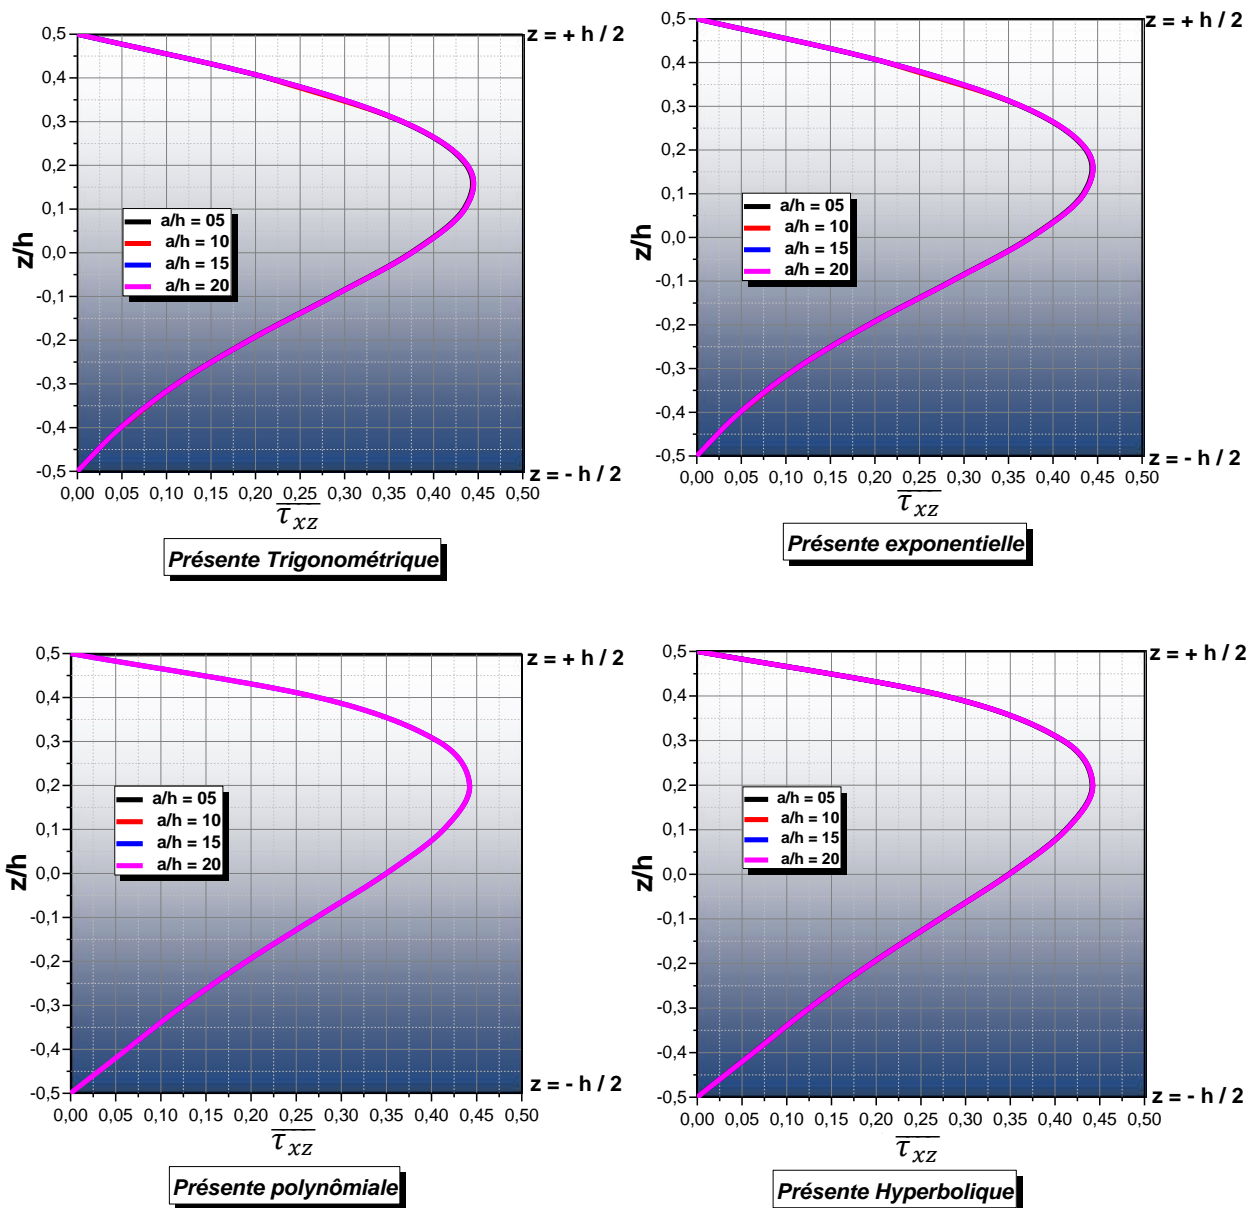 0,5
0,4
0,3
0,2
0,1
0,0
-0,1
-0,2
-0,3
-0,4
-0,5
z/h
z = + h / 2
a/h = 05
a/h = 10
a/h = 15
a/h = 20
z = - h / 2
0,00 0,05 0,10 0,15 0,20 0,25 0,30 0,35 0,40 0,45 0,50
τxz
Présente Trigonométrique
0,5
0,4
0,3
0,2
0,1
0,0
-0,1
-0,2
-0,3
-0,4
-0,5
z/h
z = + h / 2
a/h = 05
a/h = 10
a/h = 15
a/h = 20
z = - h / 2
0,00 0,05 0,10 0,15 0,20 0,25 0,30 0,35 0,40 0,45 0,50
τxz
Présente exponentielle
0,5
0,4
0,3
0,2
0,1
0,0
-0,1
-0,2
-0,3
-0,4
-0,5
z/h
z = + h / 2
a/h = 05
a/h = 10
a/h = 15
a/h = 20
z = - h / 2
0,00 0,05 0,10 0,15 0,20 0,25 0,30 0,35 0,40 0,45 0,50
τxz
Présente polynômiale
0,5
0,4
0,3
0,2
0,1
0,0
-0,1
-0,2
-0,3
-0,4
-0,5
z/h
z = + h / 2
a/h = 05
a/h = 10
a/h = 15
a/h = 20
z = - h / 2
0,00 0,05 0,10 0,15 0,20 0,25 0,30 0,35 0,40 0,45 0,50
τxz
Présente Hyperbolique